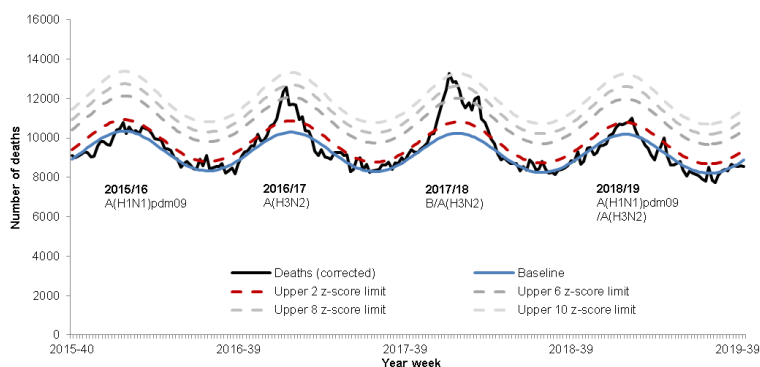 16000
14000
12000
10000
8000
6000
4000
2000
0
Number of deaths
2015/16
A(H1N1)pdm09
2016/17
A(H3N2)
2017/18
B/A(H3N2)
2018/19
A(H1N1)pdm09
/A(H3N2)
Deaths (corrected)
Baseline
Upper 2 z-score limit
Upper 6 z-score limit
Upper 8 z-score limit
Upper 10 z-score limit
2015-40 2016-39 2017-39 2018-39 2019-39
Year week